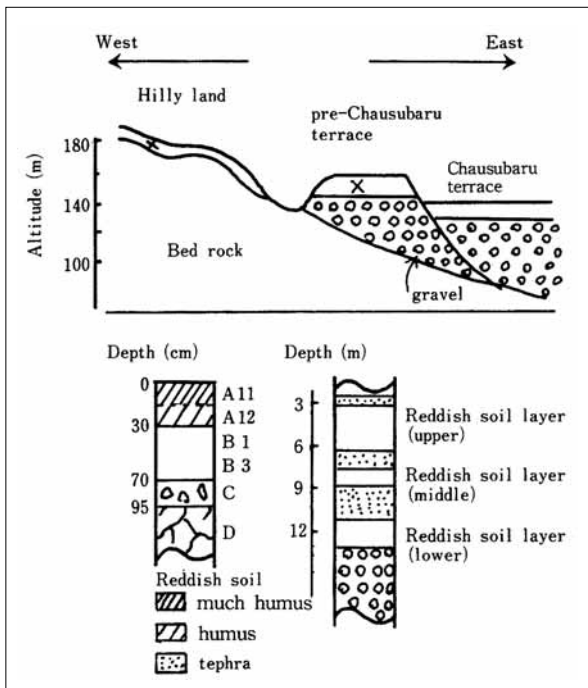 West East
Hilly land
pre-Chausubaru
terrace
Chausubaru
terrace
Altitude (m)
180
140
100
Bed rock
gravel
Depth (cm)
0
30
70
95
A11
A12
B 1
B 3
C
D
Reddish soil
much humus
humus
tephra
Depth (m)
3
6
9
12
Reddish soil layer
(upper)
Reddish soil layer
(middle)
Reddish soil layer
(lower)